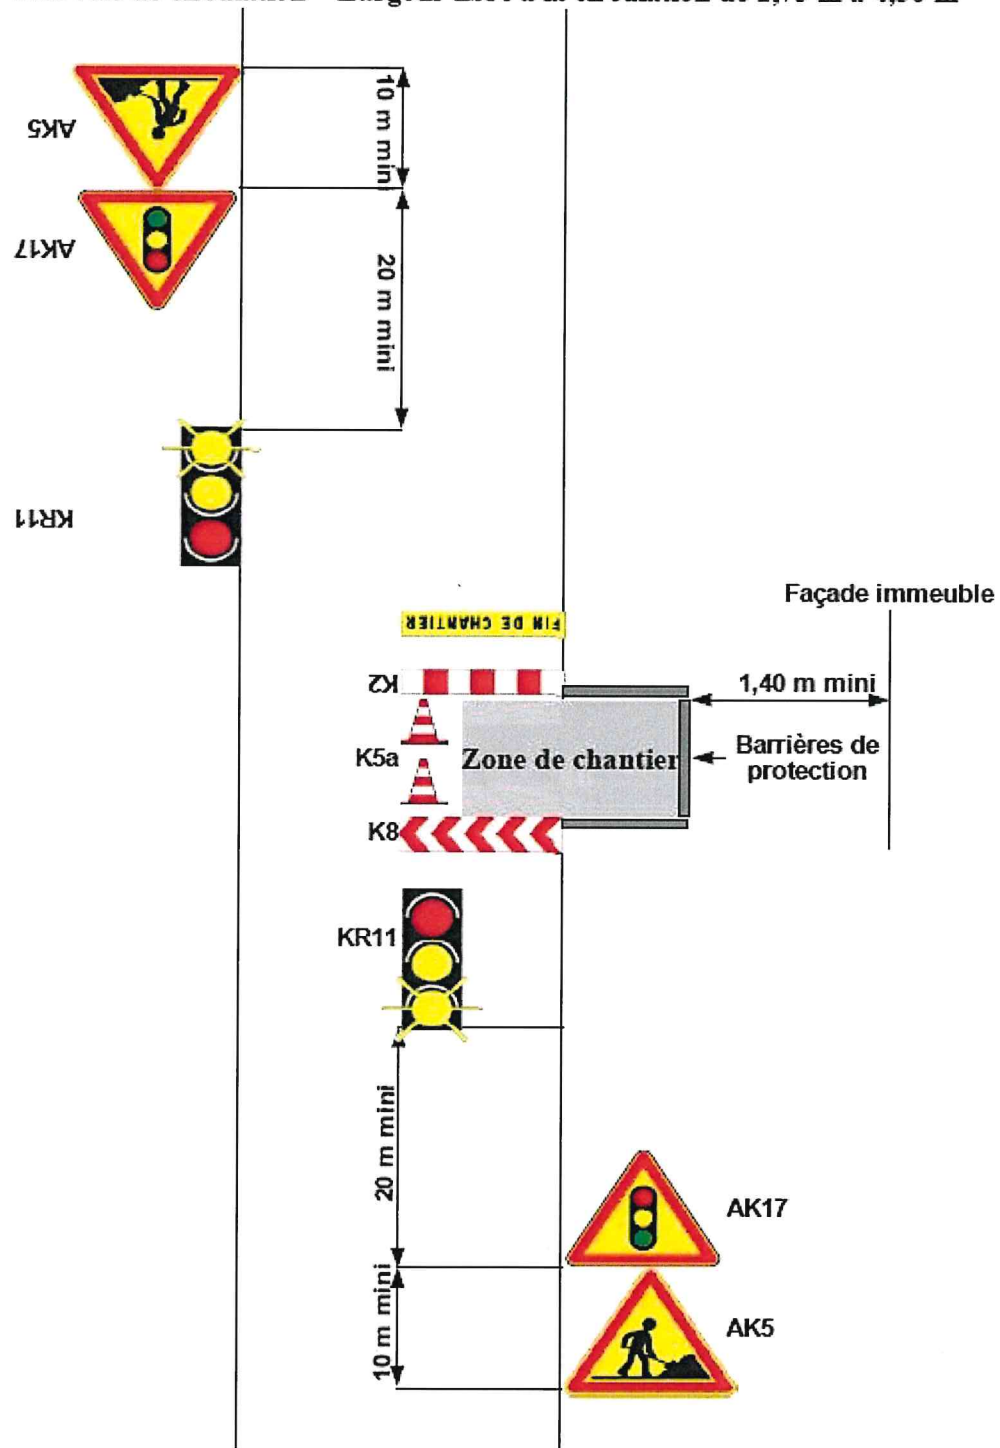 10 m mini
AK5
AK17
20 m mini
KR11
Façade immeuble
FIN DE CHANTIER
K2
1,40 m mini
K5a
Zone de chantier
Barrières de
protection
K8
KR11
20 m mini
AK17
10 m mini
AK5